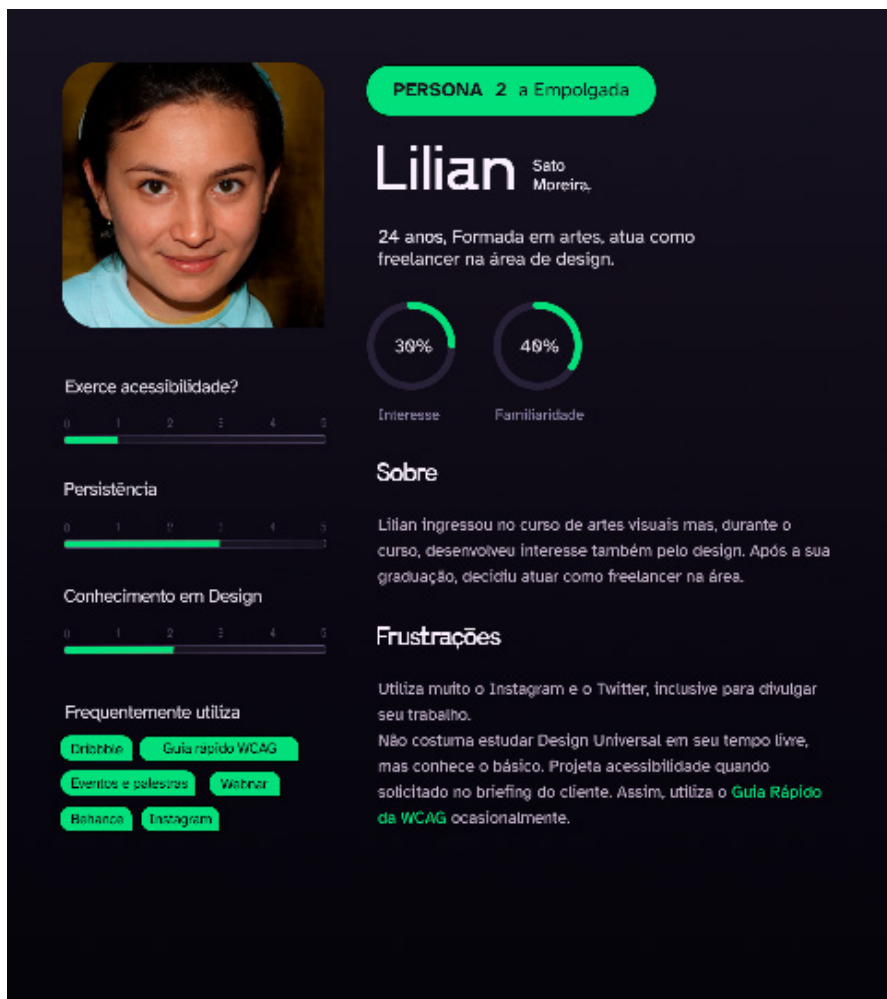 PERSONA 2 a Empolgada
Lilian
Sato
Moreira.
24 anos, Formada em artes, atua como
freelancer na área de design.
30%
40%
Interesse
Familiaridade
Exerce acessibilidade?
0 1 2 3 4 5
Persistência
0 1 2 3 4 5
Conhecimento em Design
0 1 2 3 4 5
Frequentemente utiliza
Dribbble
Guia rápido WCAG
Eventos e palestras
Webnar
Behance
Instagram
Sobre
Lilian ingressou no curso de artes visuais mas, durante o
curso, desenvolveu interesse também pelo design. Após a sua
graduação, decidiu atuar como freelancer na área.
Frustrações
Utiliza muito o Instagram e o Twitter, inclusive para divulgar
seu trabalho.
Não costuma estudar Design Universal em seu tempo livre,
mas conhece o básico. Projeta acessibilidade quando
solicitado no briefing do cliente. Assim, utiliza o Guia Rápido
da WCAG ocasionalmente.